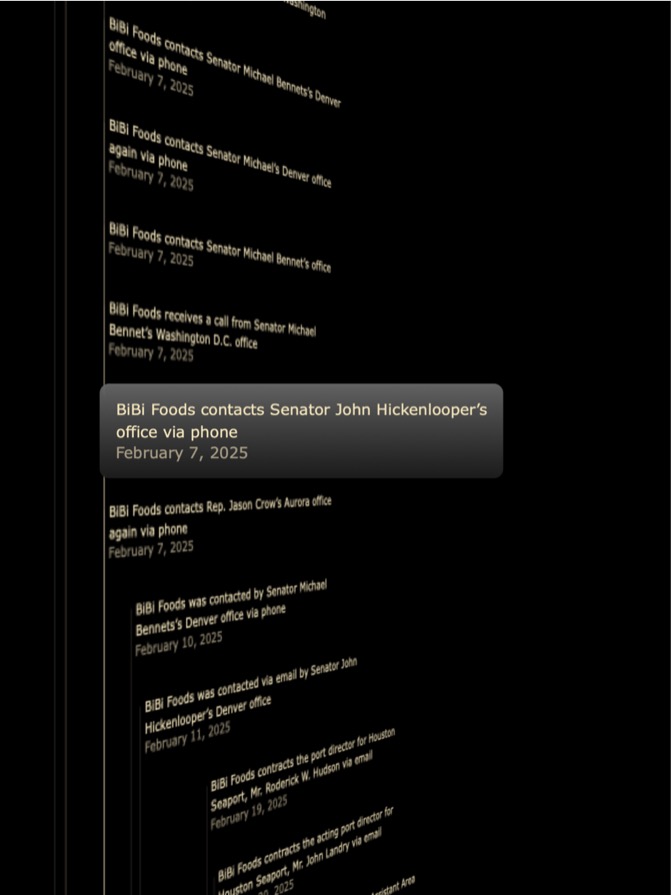 BiBi Foods contacts Senator Michael Bennets's Denver
office via phone
February 7, 2025
BiBi Foods contacts Senator Michael's Denver office
again via phone
February 7, 2025
BiBi Foods contacts Senator Michael Bennet's office
February 7, 2025
BiBi Foods receives a call from Senator Michael
Bennet's Washington D.C. office
February 7, 2025
BiBi Foods contacts Senator John Hickenlooper's
office via phone
February 7, 2025
BiBi Foods contacts Rep. Jason Crow's Aurora office
again via phone
February 7, 2025
BiBi Foods was contacted by Senator Michael
Bennets's Denver office via phone
February 10, 2025
BiBi Foods was contacted via email by Senator John
Hickenlooper's Denver office
February 11, 2025
BiBi Foods contracts the port director for Houston
Seaport, Mr. Roderick W. Hudson via email
February 19, 2025
BiBi Foods contracts the acting port director for
Houston Seaport, Mr. John Landry via email
2025
Area